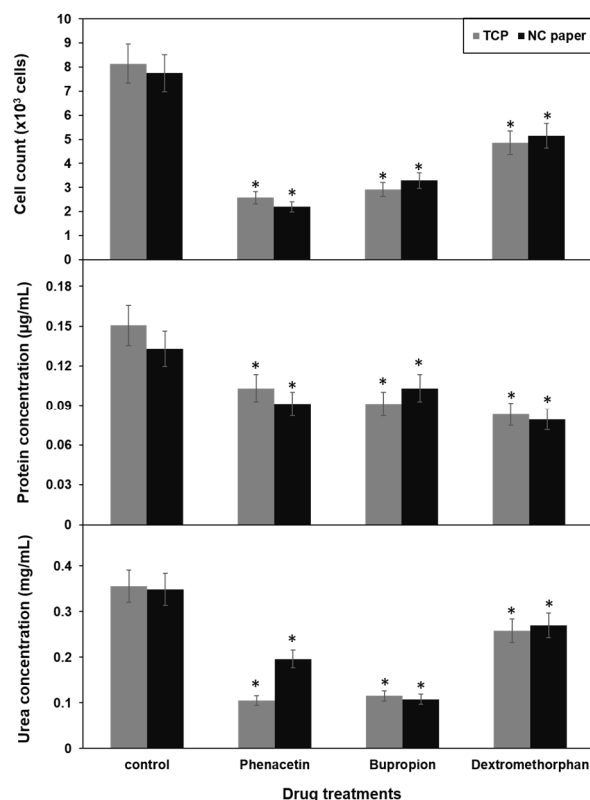 TCP NC paper
Cell count (x10³ cells)
10
9
8
7
6
5
4
3
2
1
0
* * * * * *
Protein concentration (µg/mL)
0.18
0.15
0.12
0.09
0.06
0.03
0
* * * * * *
Urea concentration (mg/mL)
0.4
0.3
0.2
0.1
0
* * * * * *
control Phenacetin Bupropion Dextromethorphan
Drug treatments